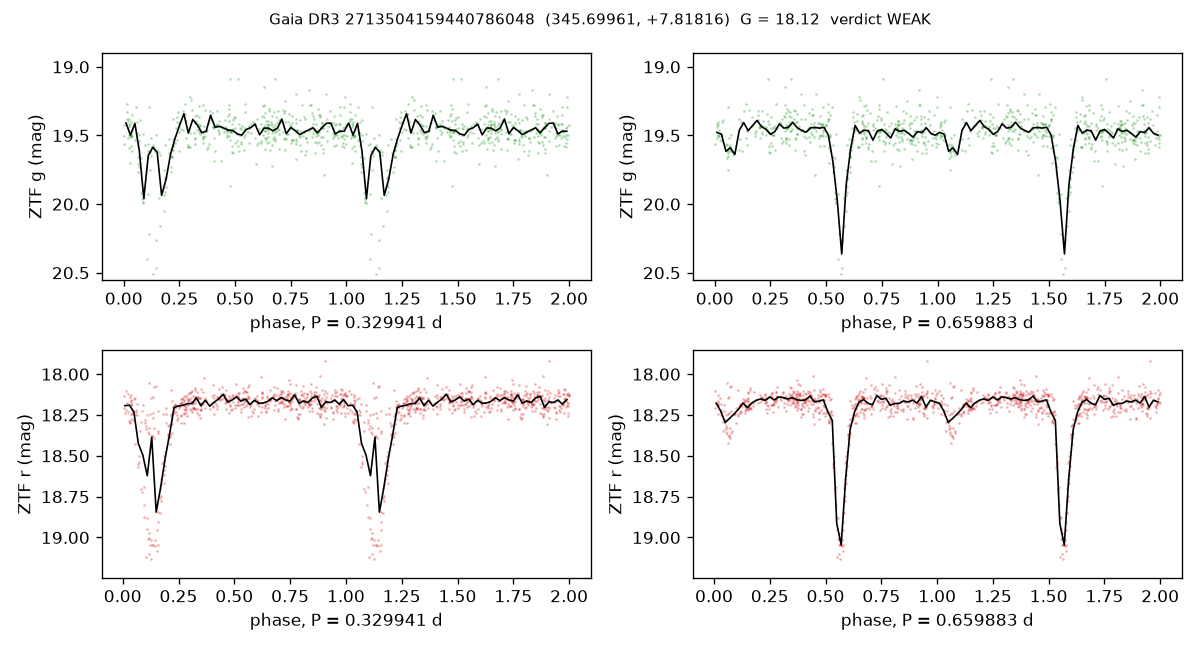 Gaia DR3 2713504159440786048  (345.69961, +7.81816)  G = 18.12  verdict WEAK
ZTF g (mag)
19.0
19.5
20.0
20.5
0.00 0.25 0.50 0.75 1.00 1.25 1.50 1.75 2.00
phase, P = 0.329941 d
ZTF g (mag)
19.0
19.5
20.0
20.5
0.00 0.25 0.50 0.75 1.00 1.25 1.50 1.75 2.00
phase, P = 0.659883 d
ZTF r (mag)
18.00
18.25
18.50
18.75
19.00
0.00 0.25 0.50 0.75 1.00 1.25 1.50 1.75 2.00
phase, P = 0.329941 d
ZTF r (mag)
18.00
18.25
18.50
18.75
19.00
0.00 0.25 0.50 0.75 1.00 1.25 1.50 1.75 2.00
phase, P = 0.659883 d